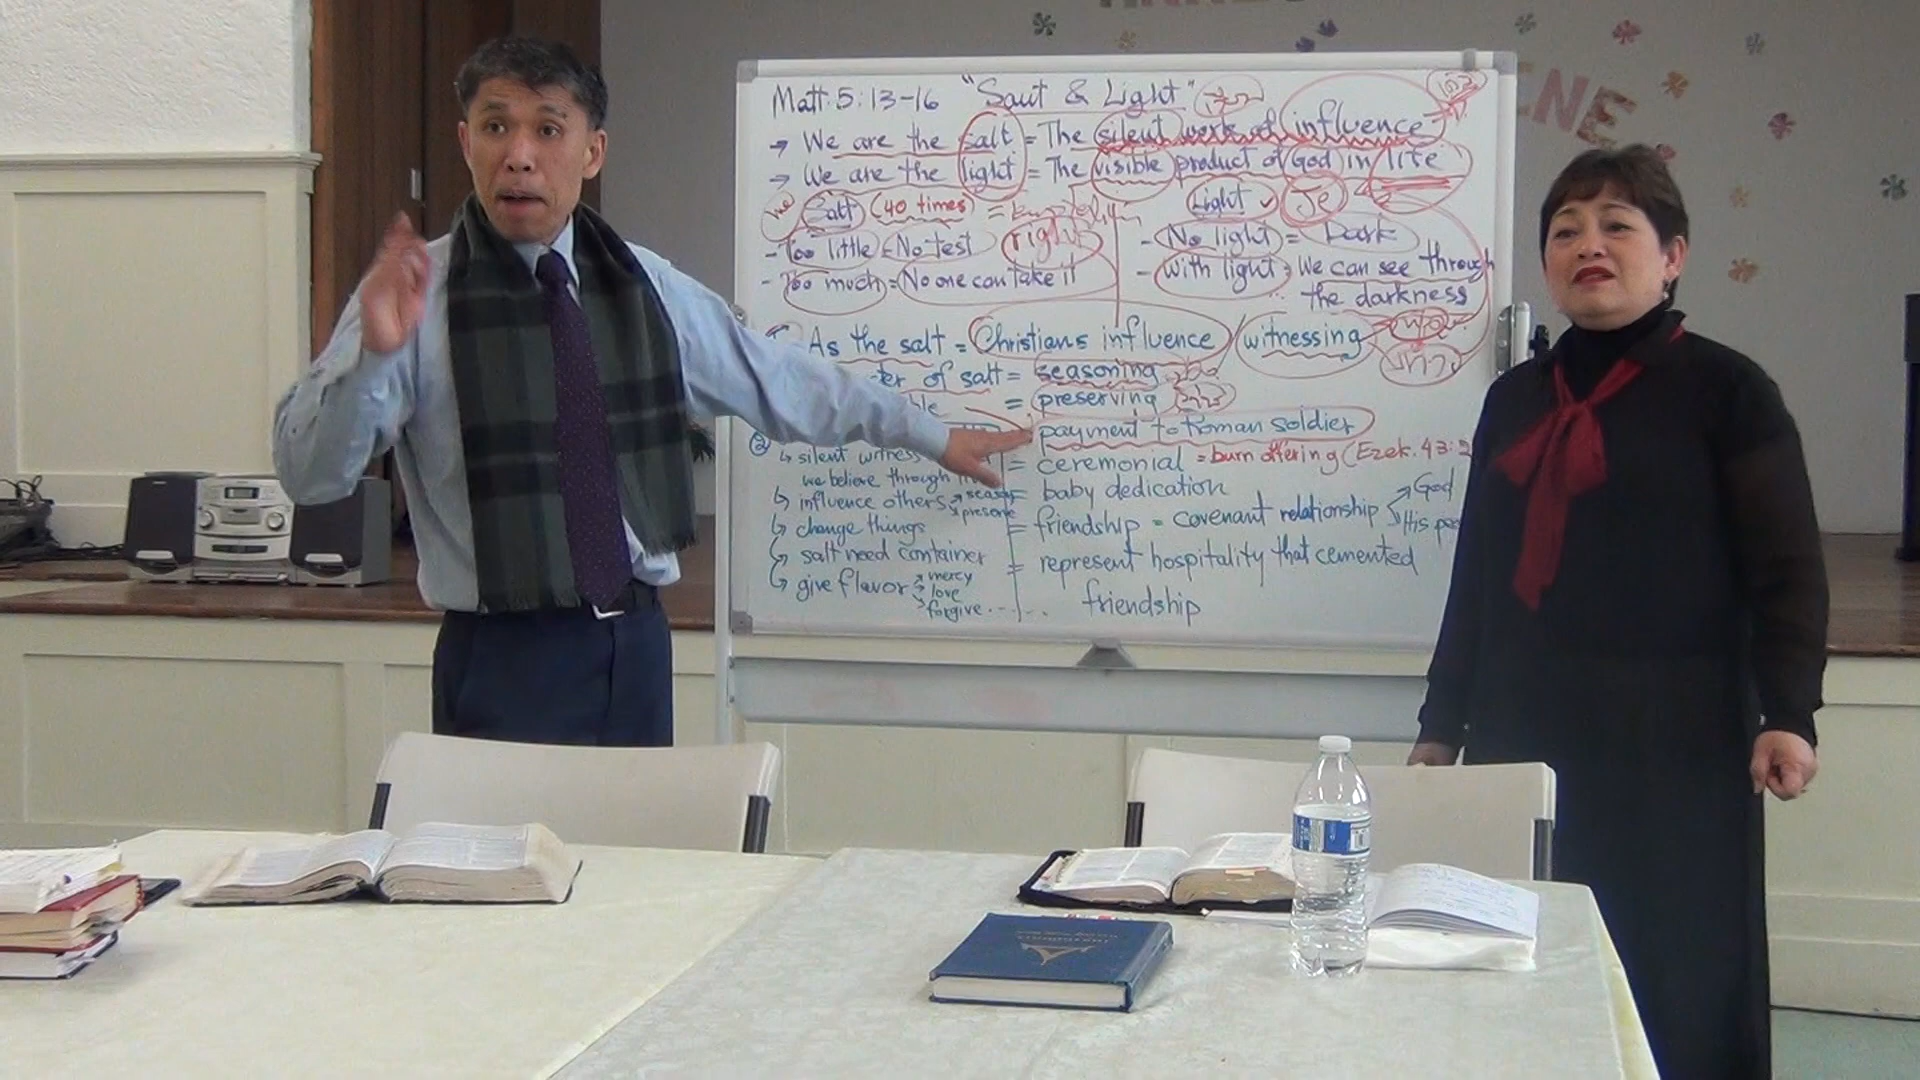 ENE
Matt. 5:13-16 "Saut & Light"
→ We are the salt = The silent work of influence
→ We are the light = The visible product of God in life
Salt (40 times) =
Light ✓ Je
- Too little = No test right
- Too much = No one can take it
- No light = Dark
- With light = We can see through
the darkness
As the salt = Christians influence / witnessing
of salt = seasoning
= preserving
payment to Roman soldier
= ceremonial = burn offering (Ezek. 43:2
= baby dedication
= friendship = covenant relationship → God
→ His
= represent hospitality that cemented
friendship
②
↳ silent witness
we believe through
↳ influence others
preserve
↳ change things
↳ salt need container
↳ give flavor → mercy
→ love
→ forgive ....